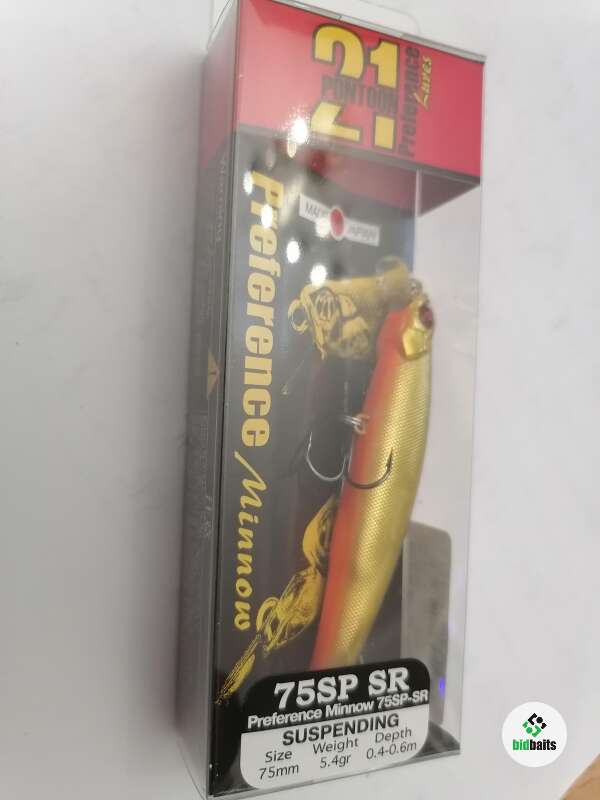 21
PONTOON
Preference
Lures
Preference
Minnow
MADE IN JAPAN
75SP SR
Preference Minnow 75SP-SR
SUSPENDING
Size Weight Depth
75mm 5.4gr 0.4-0.6m
bidbaits